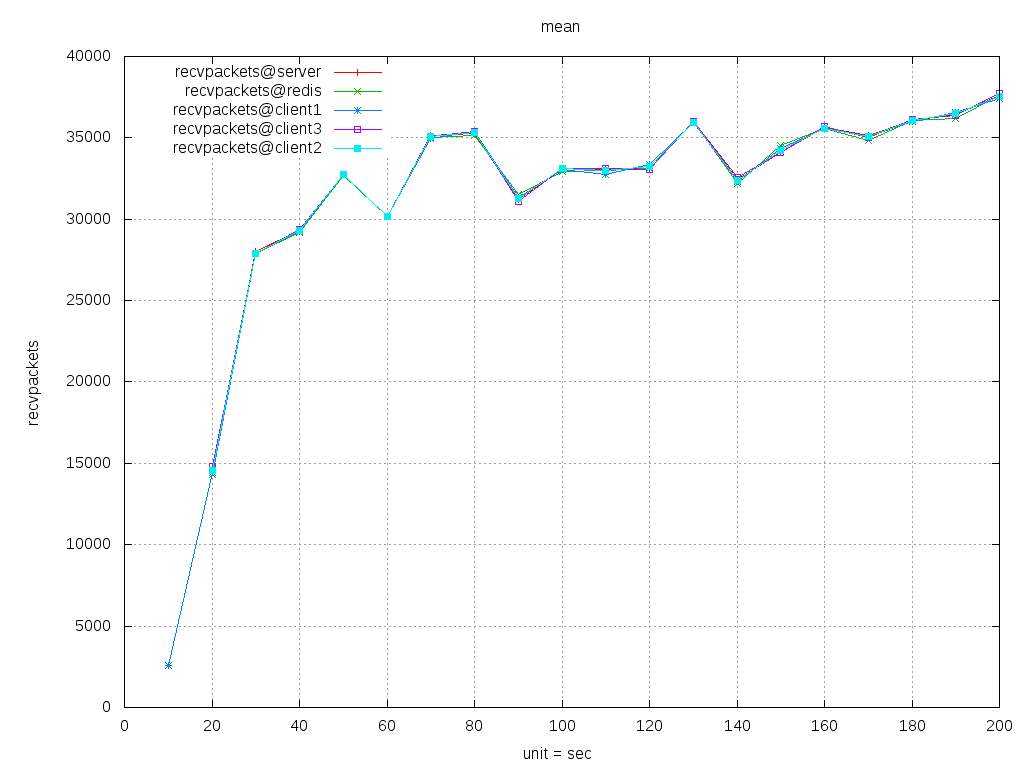 mean
recvpackets@server
recvpackets@redis
recvpackets@client1
recvpackets@client3
recvpackets@client2
40000
35000
30000
25000
20000
15000
10000
5000
0
recvpackets
0 20 40 60 80 100 120 140 160 180 200
unit = sec